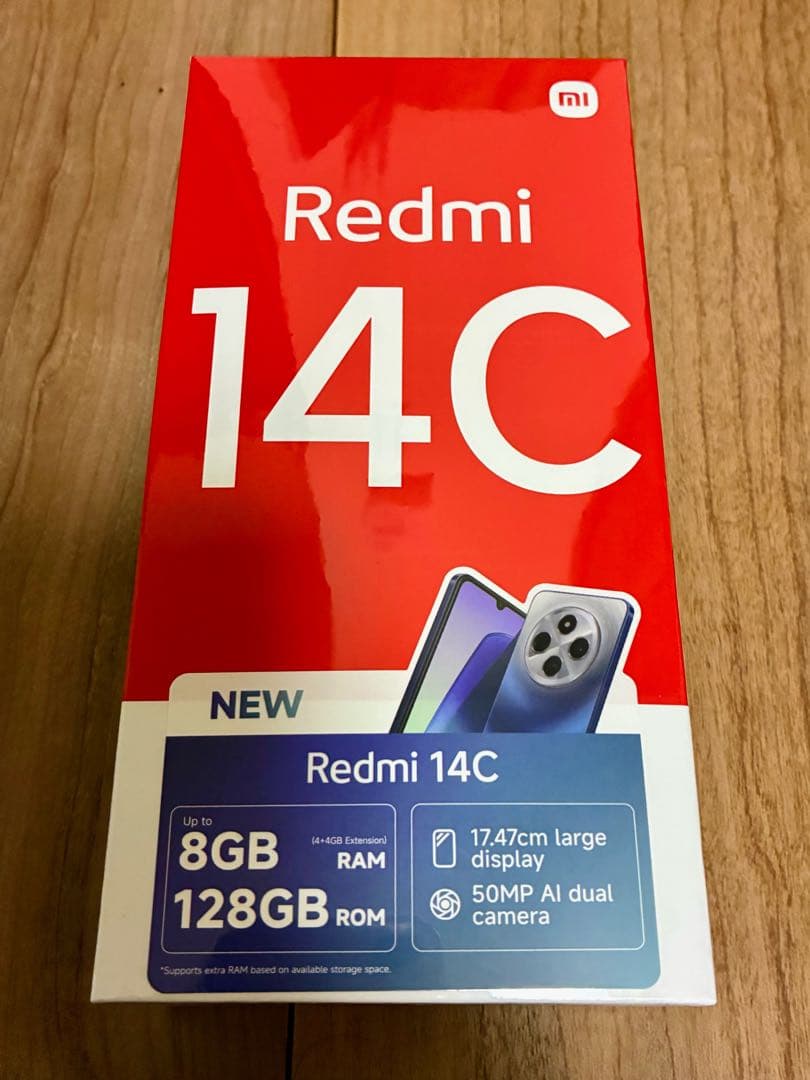 mi
Redmi
14C
NEW
Redmi 14C
Up to
8GB (4+4GB Extension) RAM
128GB ROM
17.47cm large
display
50MP AI dual
camera
*Supports extra RAM based on available storage space.